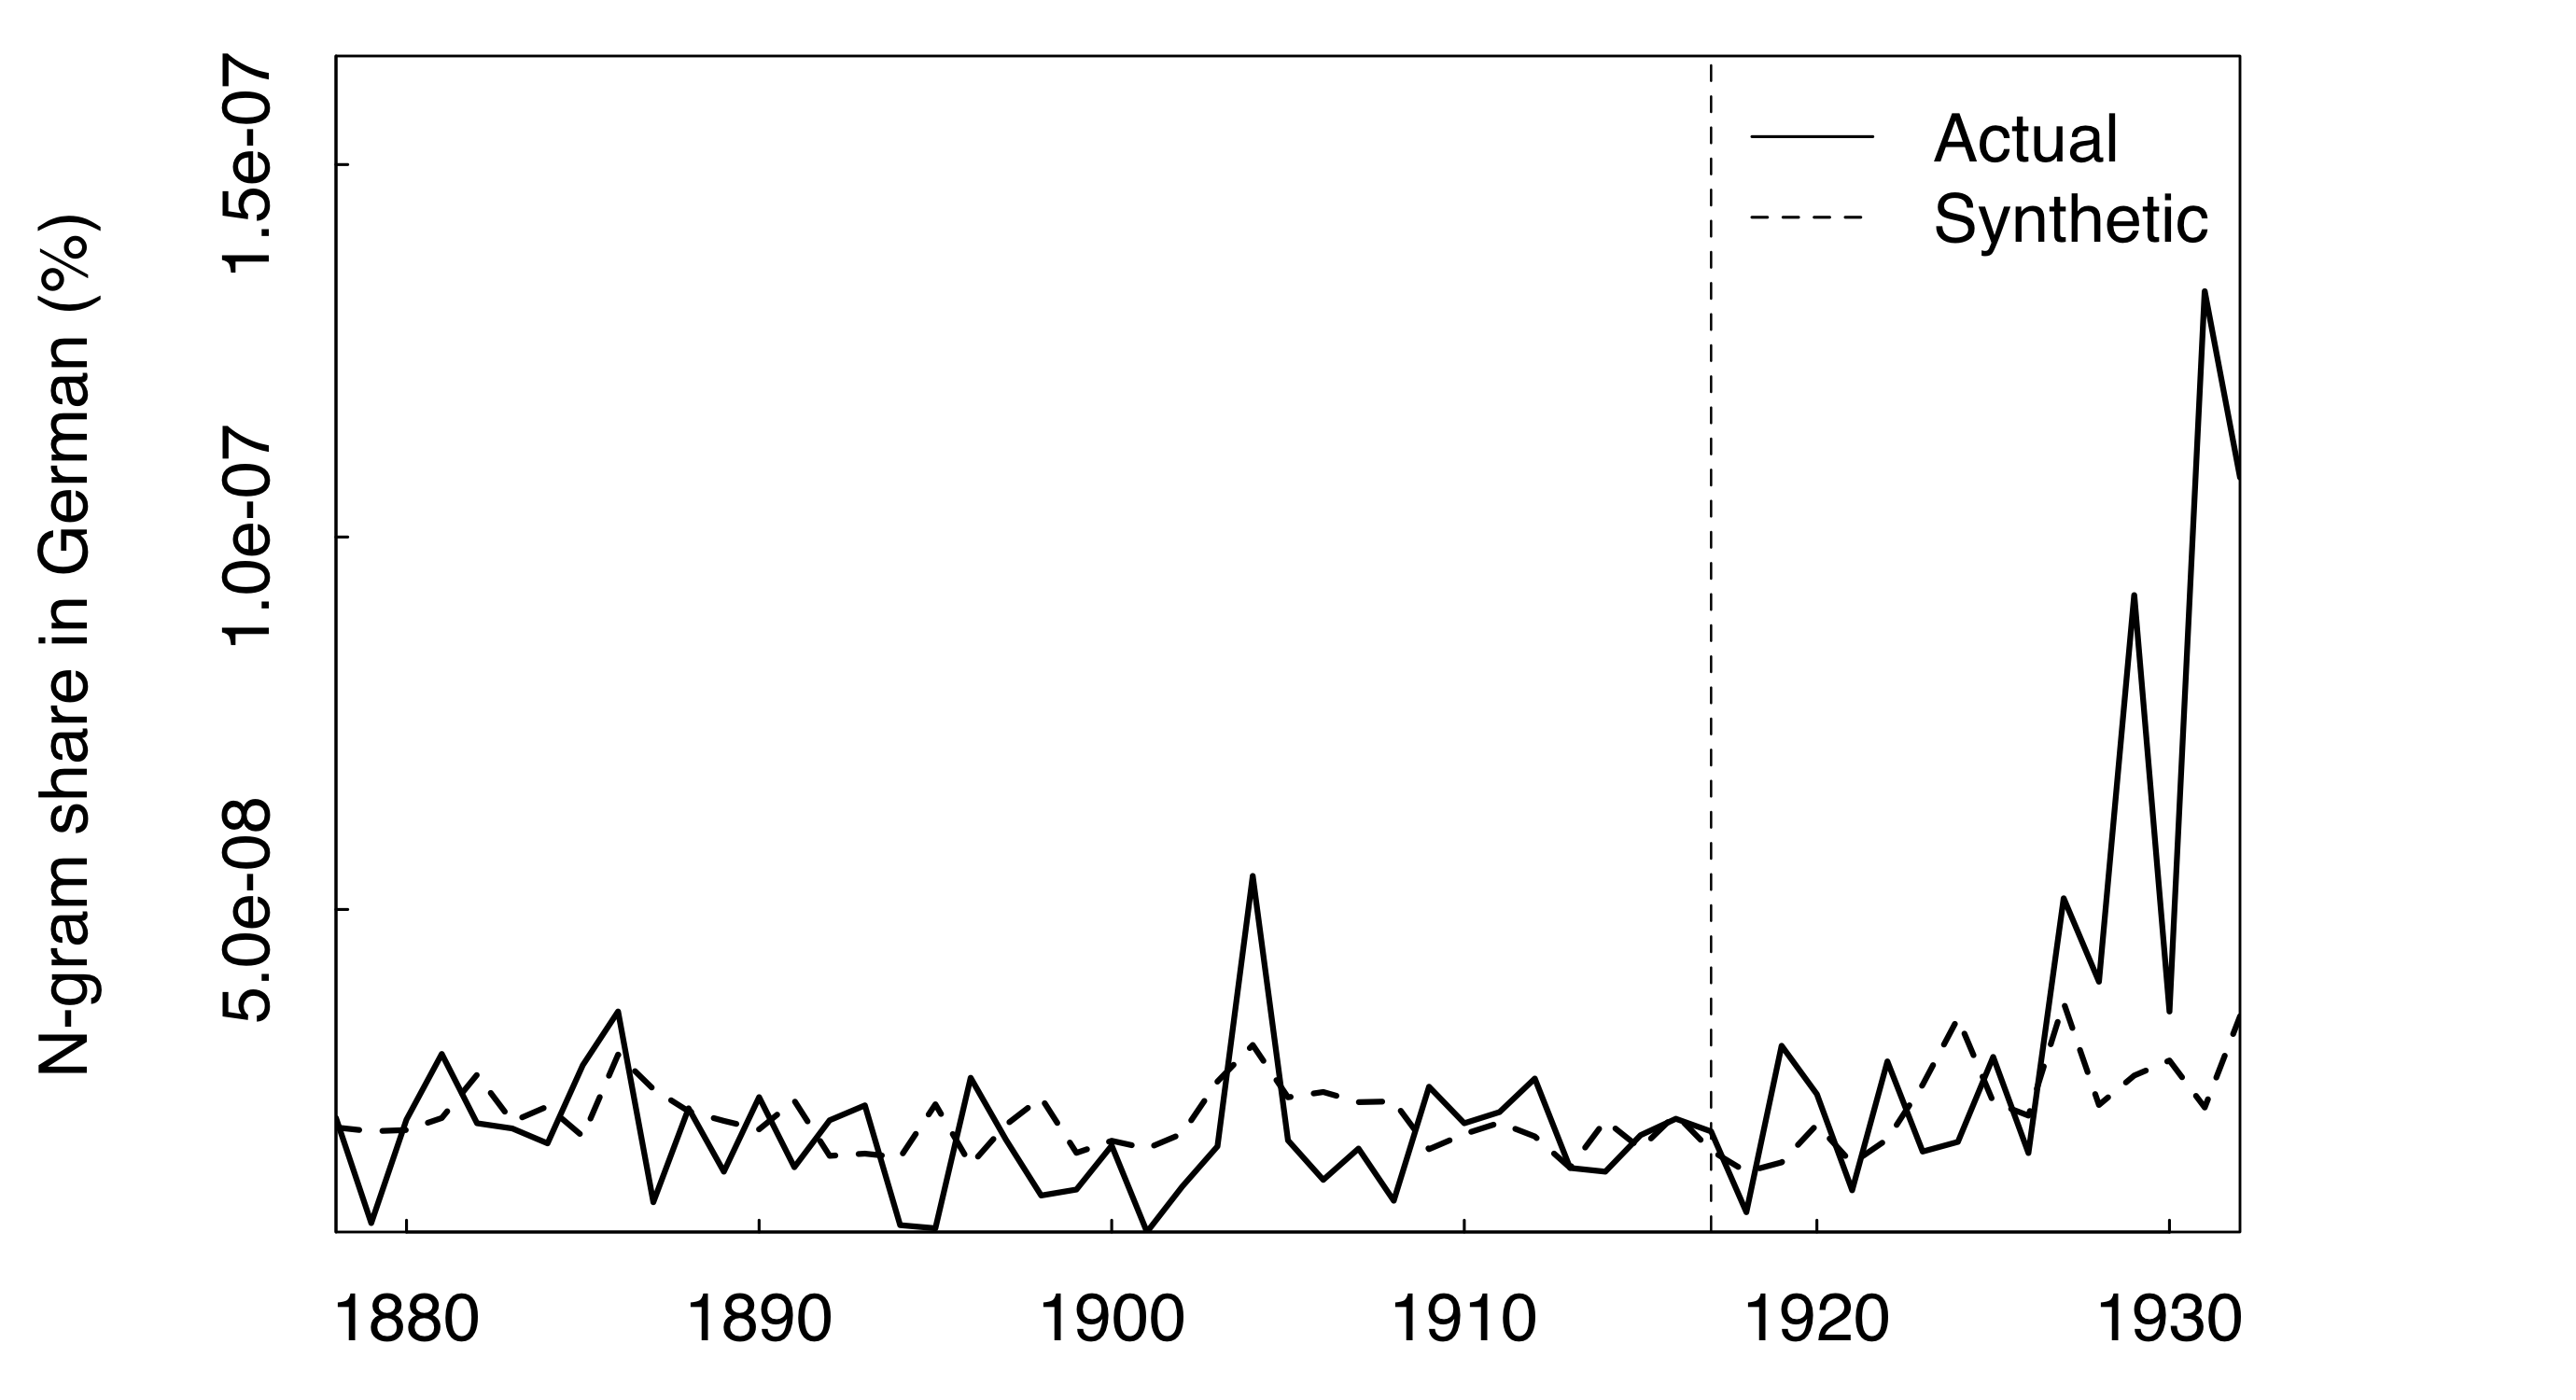 N-gram share in German (%)
1.5e-07
1.0e-07
5.0e-08
Actual
Synthetic
1880 1890 1900 1910 1920 1930